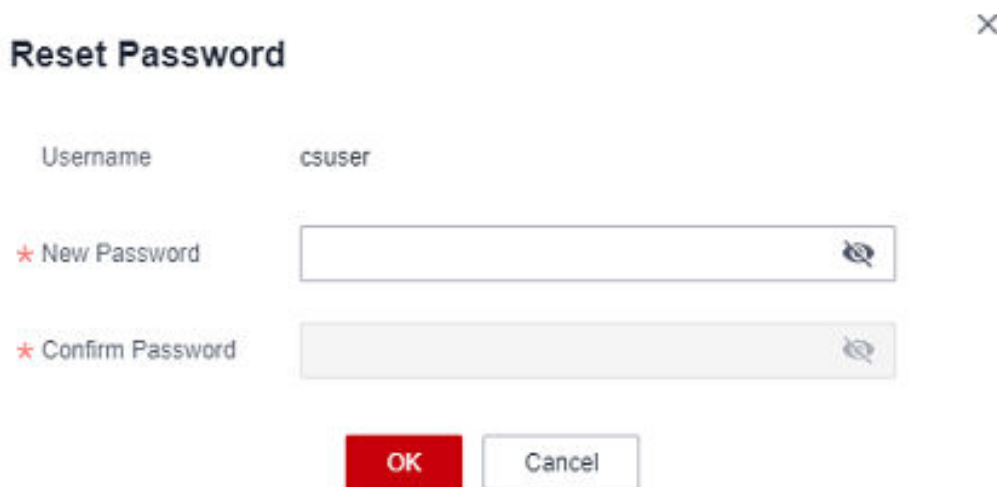 Reset Password
Username csuser
* New Password
* Confirm Password
OK Cancel